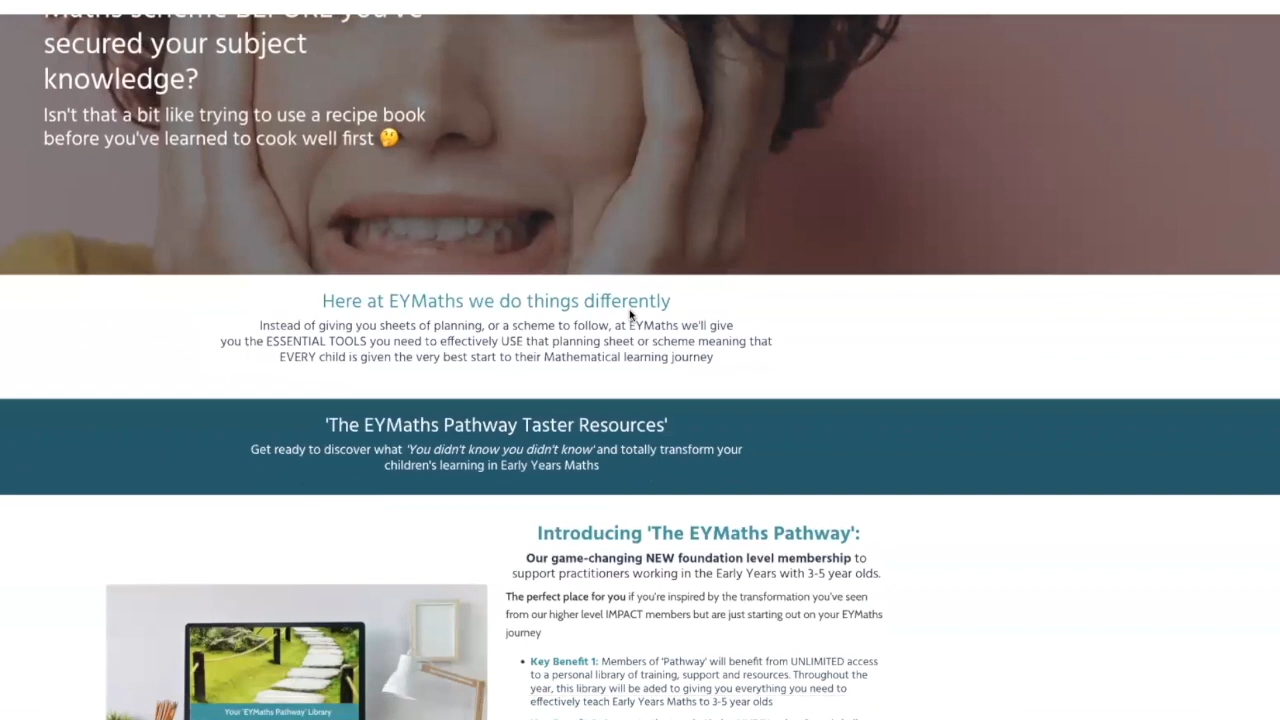 secured your subject
knowledge?
Isn't that a bit like trying to use a recipe book
before you've learned to cook well first 🤔
Here at EYMaths we do things differently
Instead of giving you sheets of planning, or a scheme to follow, at EYMaths we'll give
you the ESSENTIAL TOOLS you need to effectively USE that planning sheet or scheme meaning that
EVERY child is given the very best start to their Mathematical learning journey
'The EYMaths Pathway Taster Resources'
Get ready to discover what 'You didn't know you didn't know' and totally transform your
children's learning in Early Years Maths
Introducing 'The EYMaths Pathway':
Our game-changing NEW foundation level membership to
support practitioners working in the Early Years with 3-5 year olds.
The perfect place for you if you're inspired by the transformation you've seen
from our higher level IMPACT members but are just starting out on your EYMaths
journey
• Key Benefit 1: Members of 'Pathway' will benefit from UNLIMITED access
to a personal library of training, support and resources. Throughout the
year, this library will be aded to giving you everything you need to
effectively teach Early Years Maths to 3-5 year olds
Your 'EYMaths Pathway' Library